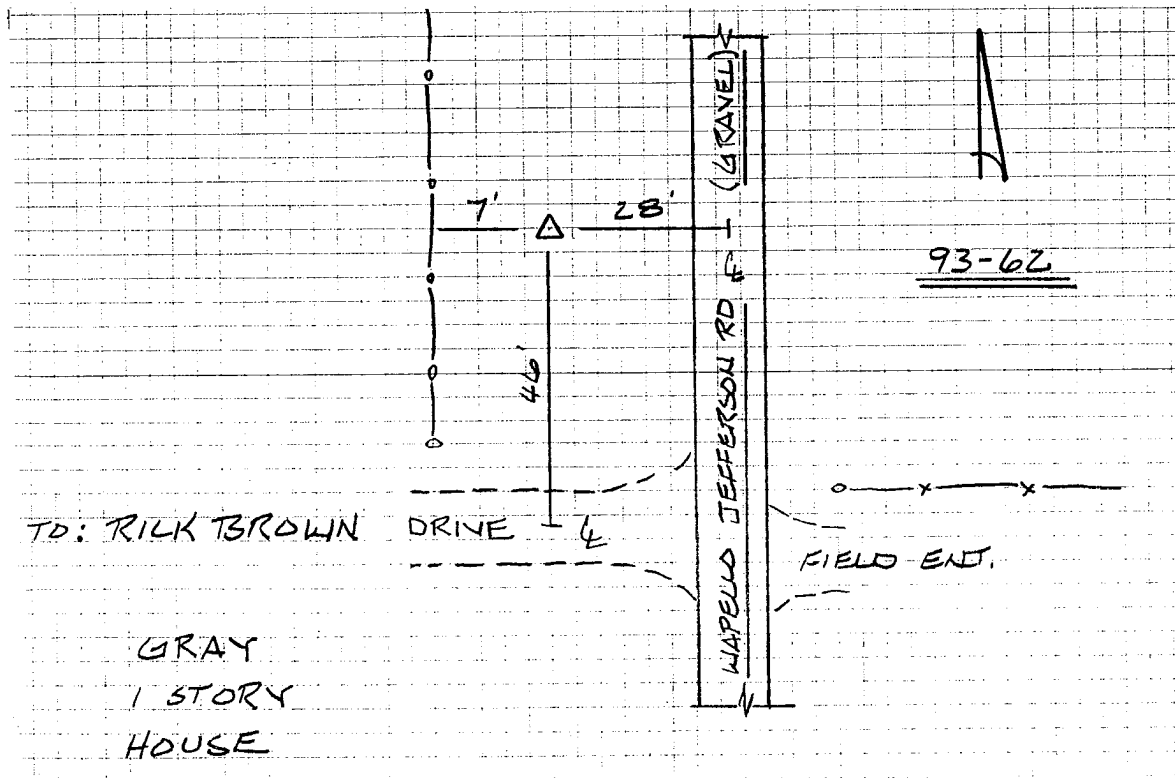 (GRAVEL)
7'
28'
93-62
℄
46'
WAPELLO JEFFERSON RD
TO: RICK BROWN DRIVE ℄
FIELD ENT.
GRAY
1 STORY
HOUSE